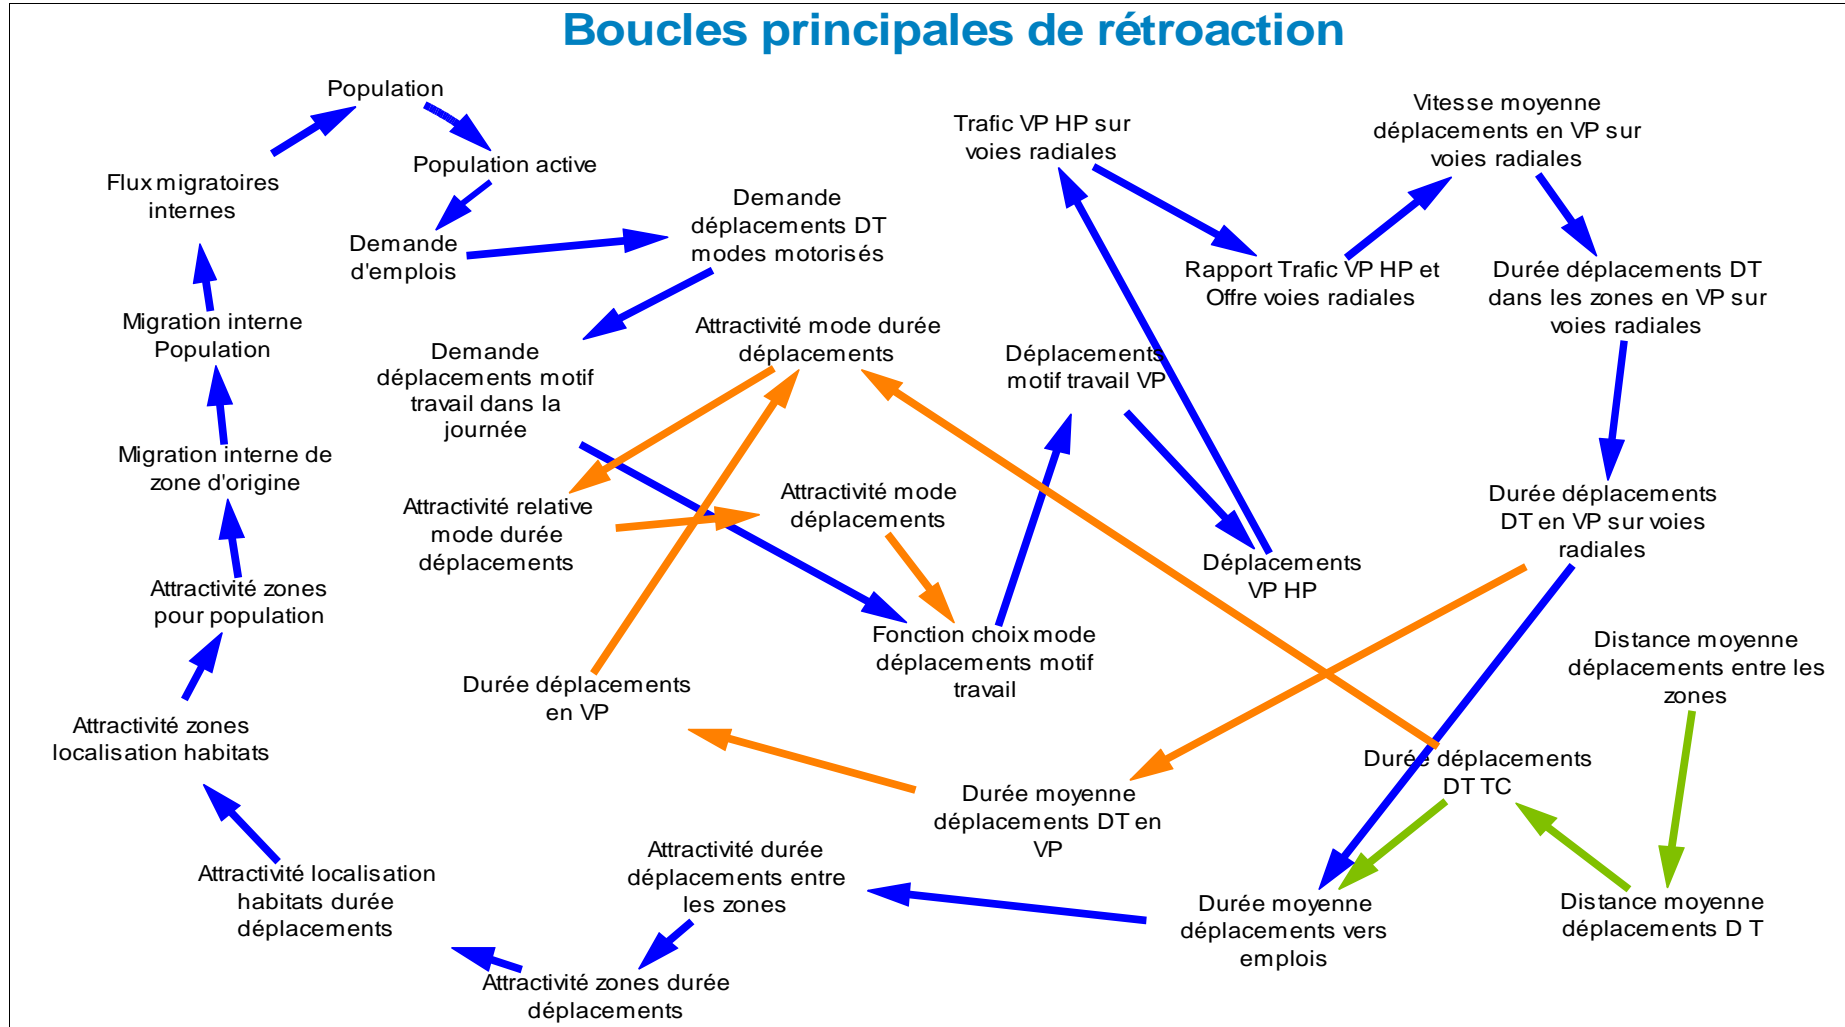 Boucles principales de rétroaction
Population
Population active
Flux migratoires
internes
Demande
d'emplois
Demande
déplacements DT
modes motorisés
Trafic VP HP sur
voies radiales
Vitesse moyenne
déplacements en VP sur
voies radiales
Rapport Trafic VP HP et
Offre voies radiales
Durée déplacements DT
dans les zones en VP sur
voies radiales
Migration interne
Population
Demande
déplacements motif
travail dans la
journée
Attractivité mode durée
déplacements
Déplacements
motif travail VP
Migration interne de
zone d'origine
Attractivité relative
mode durée
déplacements
Attractivité mode
déplacements
Déplacements
VP HP
Durée déplacements
DT en VP sur voies
radiales
Attractivité zones
pour population
Fonction choix mode
déplacements motif
travail
Distance moyenne
déplacements entre les
zones
Durée déplacements
en VP
Attractivité zones
localisation habitats
Durée déplacements
DT TC
Durée moyenne
déplacements DT en
VP
Attractivité localisation
habitats durée
déplacements
Attractivité durée
déplacements entre
les zones
Durée moyenne
déplacements vers
emplois
Distance moyenne
déplacements D T
Attractivité zones durée
déplacements